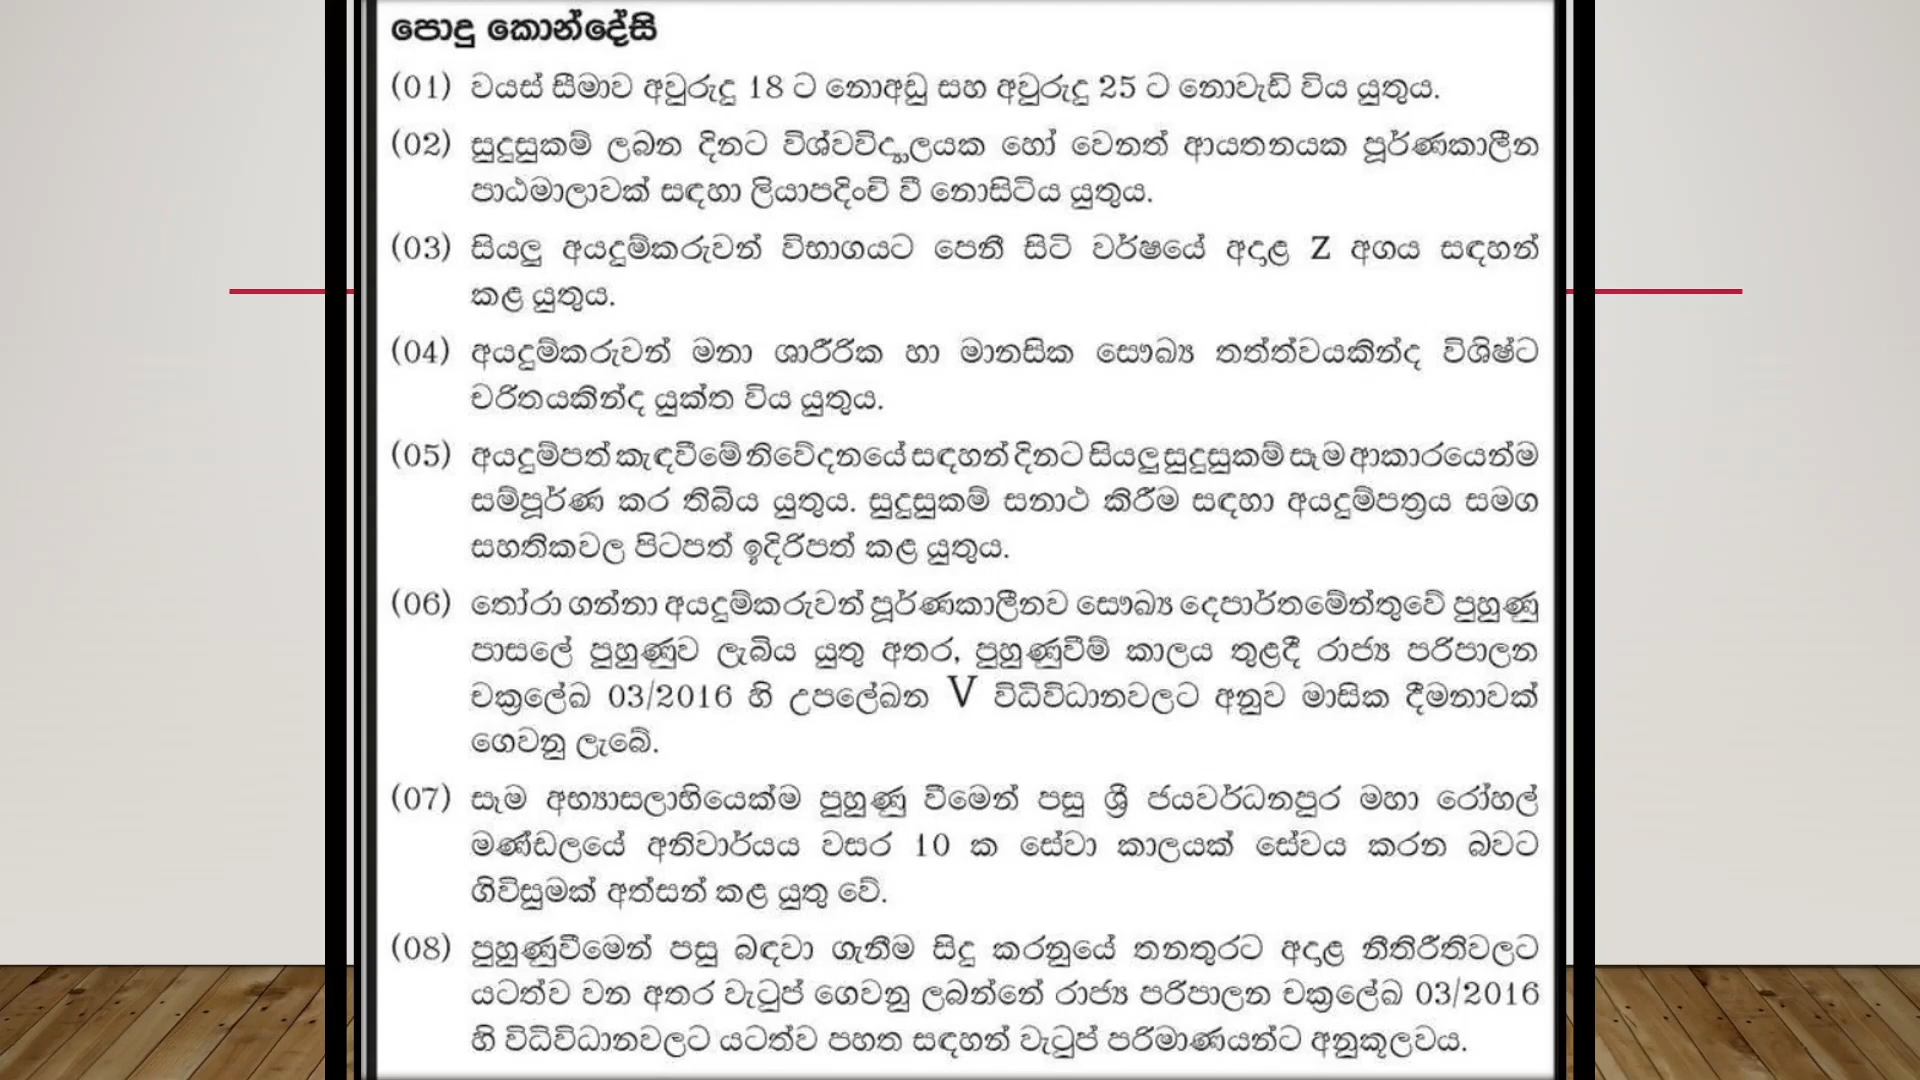 පොදු කොන්දේසි
(01) වයස් සීමාව අවුරුදු 18 ට නොඅඩු සහ අවුරුදු 25 ට නොවැඩි විය යුතුය.
(02) සුදුසුකම් ලබන දිනට විශ්වවිද්‍යාලයක හෝ වෙනත් ආයතනයක පූර්ණකාලීන
පාඨමාලාවක් සඳහා ලියාපදිංචි වී නොසිටිය යුතුය.
(03) සියලු අයදුම්කරුවන් විභාගයට පෙනී සිටි වර්ෂයේ අදාළ Z අගය සඳහන්
කළ යුතුය.
(04) අයදුම්කරුවන් මනා ශාරීරික හා මානසික සෞඛ්‍ය තත්ත්වයකින්ද විශිෂ්ට
චරිතයකින්ද යුක්ත විය යුතුය.
(05) අයදුම්පත් කැඳවීමේ නිවේදනයේ සඳහන් දිනට සියලු සුදුසුකම් සෑම ආකාරයෙන්ම
සම්පූර්ණ කර තිබිය යුතුය. සුදුසුකම් සනාථ කිරීම සඳහා අයදුම්පත්‍රය සමග
සහතිකවල පිටපත් ඉදිරිපත් කළ යුතුය.
(06) තෝරා ගන්නා අයදුම්කරුවන් පූර්ණකාලීනව සෞඛ්‍ය දෙපාර්තමේන්තුවේ පුහුණු
පාසලේ පුහුණුව ලැබිය යුතු අතර, පුහුණුවීම් කාලය තුළදී රාජ්‍ය පරිපාලන
චක්‍රලේඛ 03/2016 හි උපලේඛන V විධිවිධානවලට අනුව මාසික දීමනාවක්
ගෙවනු ලැබේ.
(07) සෑම අභ්‍යාසලාභියෙක්ම පුහුණු වීමෙන් පසු ශ්‍රී ජයවර්ධනපුර මහා රෝහල්
මණ්ඩලයේ අනිවාර්යය වසර 10 ක සේවා කාලයක් සේවය කරන බවට
ගිවිසුමක් අත්සන් කළ යුතු වේ.
(08) පුහුණුවීමෙන් පසු බඳවා ගැනීම සිදු කරනුයේ තනතුරට අදාළ නීතිරීතිවලට
යටත්ව වන අතර වැටුප් ගෙවනු ලබන්නේ රාජ්‍ය පරිපාලන චක්‍රලේඛ 03/2016
හි විධිවිධානවලට යටත්ව පහත සඳහන් වැටුප් පරිමාණයන්ට අනුකූලවය.